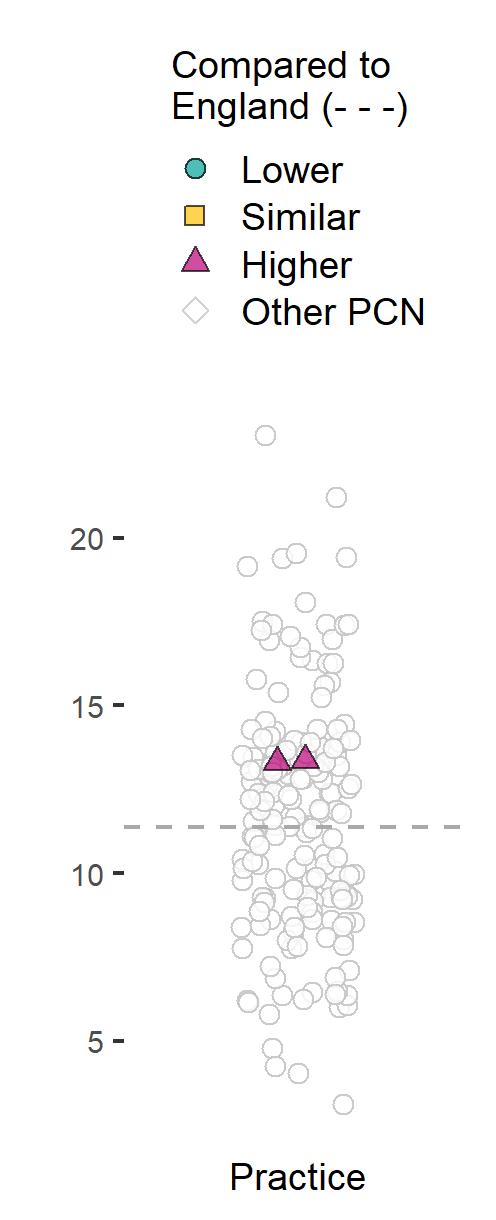 Compared to
England (- - -)
Lower
Similar
Higher
Other PCN
20
15
10
5
Practice